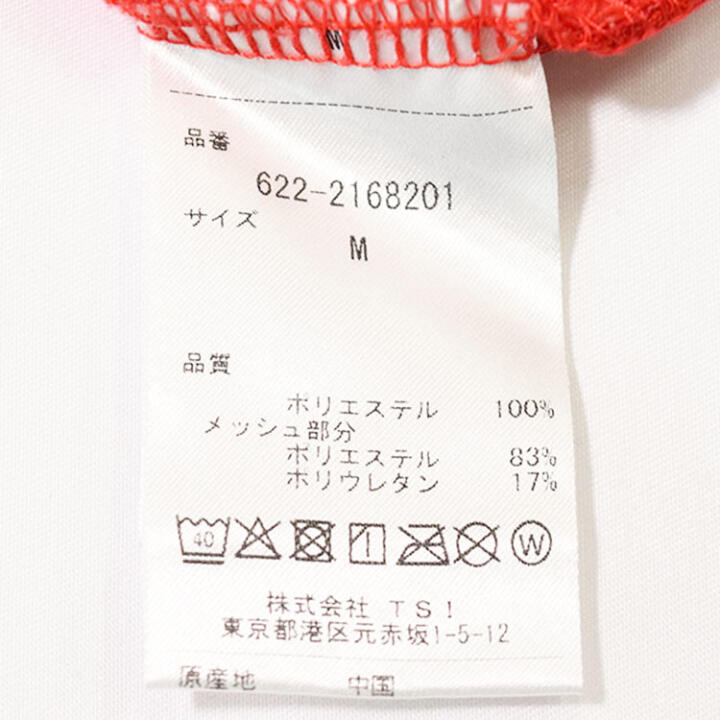 M
品番
622-2168201
サイズ
M
品質
ポリエステル 100%
メッシュ部分
ポリエステル 83%
ポリウレタン 17%
40 W
株式会社 TSI
東京都港区元赤坂1-5-12
原産地 中国